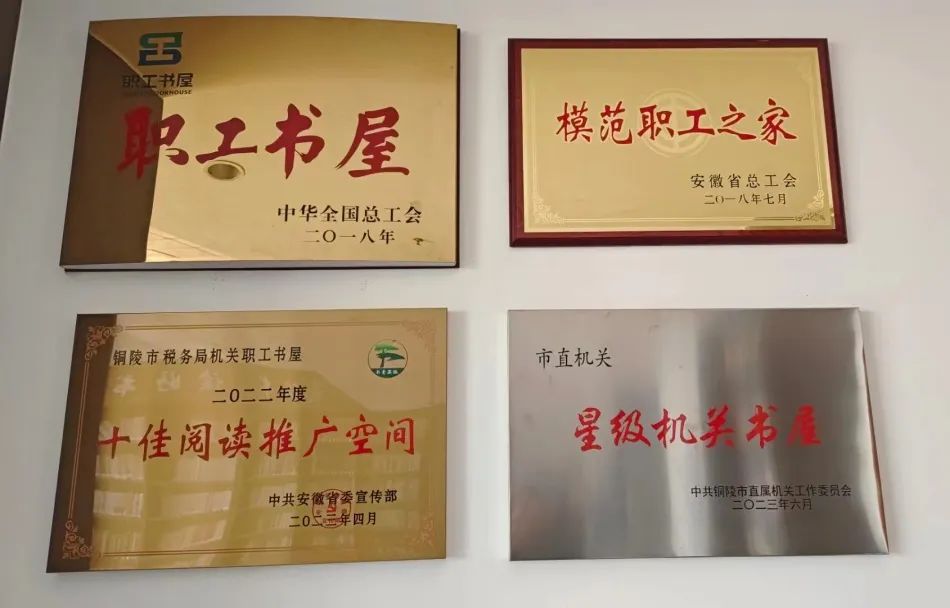 职工书屋
职工书屋
中华全国总工会
二〇一八年
模范职工之家
安徽省总工会
二〇一八年七月
铜陵市税务局机关职工书屋
二〇二二年度
十佳阅读推广空间
中共安徽省委宣传部
二〇二三年四月
市直机关
星级机关书屋
中共铜陵市直属机关工作委员会
二〇二三年六月